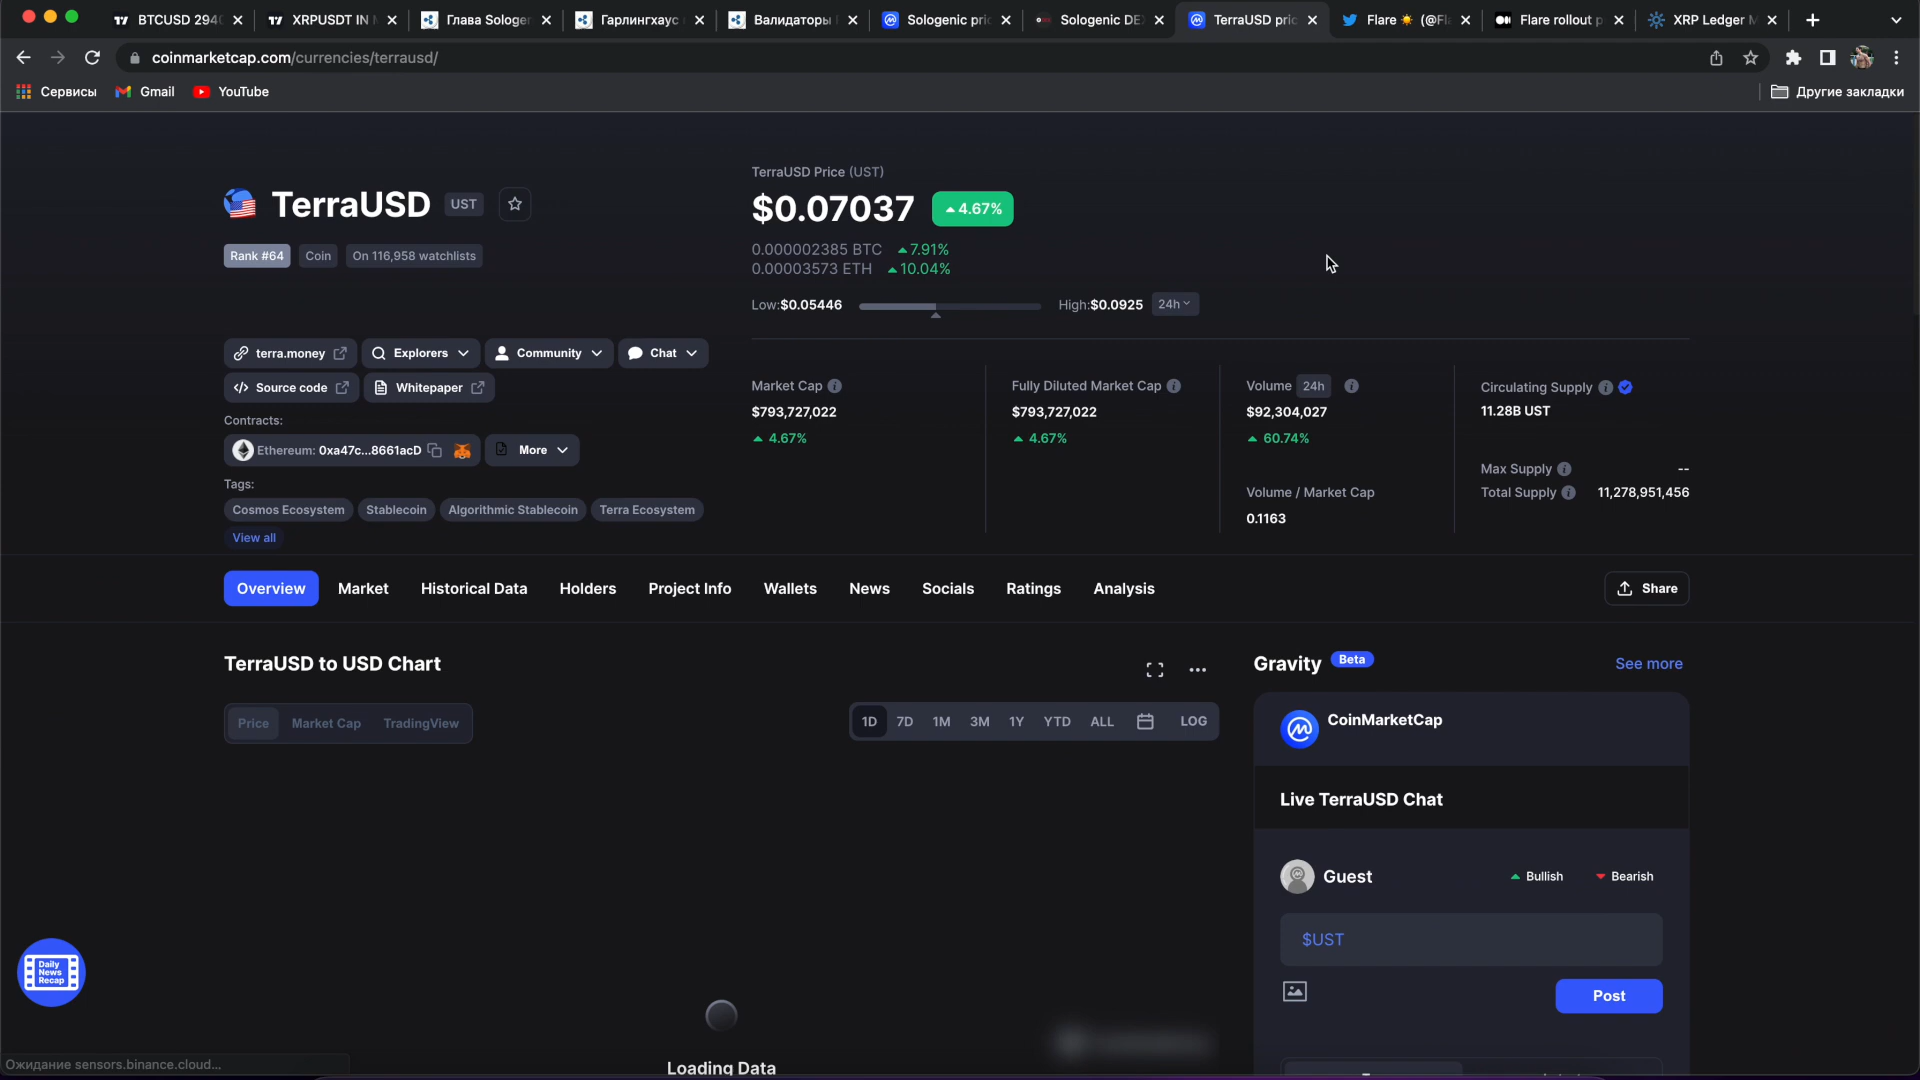 BTCUSD 2940
XRPUSDT IN
Глава Sologen
Гарлингхаус
Валидаторы
Sologenic pric
Sologenic DEX
TerraUSD pric
Flare ☀ (@Fl
Flare rollout p
XRP Ledger M
coinmarketcap.com/currencies/terrausd/
Сервисы
Gmail
YouTube
Другие закладки
TerraUSD UST
Rank #64
Coin
On 116,958 watchlists
TerraUSD Price (UST)
$0.07037 4.67%
0.000002385 BTC 7.91%
0.00003573 ETH 10.04%
Low:$0.05446
High:$0.0925 24h
terra.money
Explorers
Community
Chat
Source code
Whitepaper
Contracts:
Ethereum: 0xa47c...8661acD
More
Tags:
Cosmos Ecosystem
Stablecoin
Algorithmic Stablecoin
Terra Ecosystem
View all
Market Cap
$793,727,022
4.67%
Fully Diluted Market Cap
$793,727,022
4.67%
Volume 24h
$92,304,027
60.74%
Volume / Market Cap
0.1163
Circulating Supply
11.28B UST
Max Supply --
Total Supply 11,278,951,456
Overview
Market
Historical Data
Holders
Project Info
Wallets
News
Socials
Ratings
Analysis
Share
TerraUSD to USD Chart
Price
Market Cap
TradingView
1D
7D
1M
3M
1Y
YTD
ALL
LOG
Loading Data
Gravity Beta
See more
CoinMarketCap
Live TerraUSD Chat
Guest
Bullish
Bearish
$UST
Post
Daily
News
Recap
Ожидание sensors.binance.cloud...